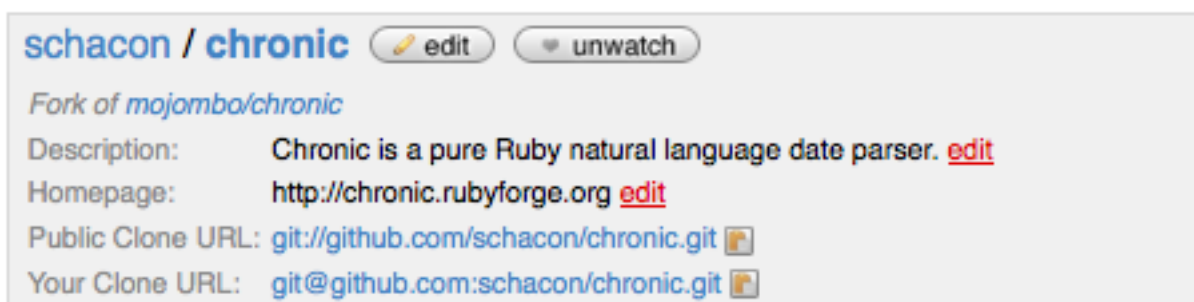 schacon / chronic edit unwatch
Fork of mojombo/chronic
Description: Chronic is a pure Ruby natural language date parser. edit
Homepage: http://chronic.rubyforge.org edit
Public Clone URL: git://github.com/schacon/chronic.git
Your Clone URL: git@github.com:schacon/chronic.git